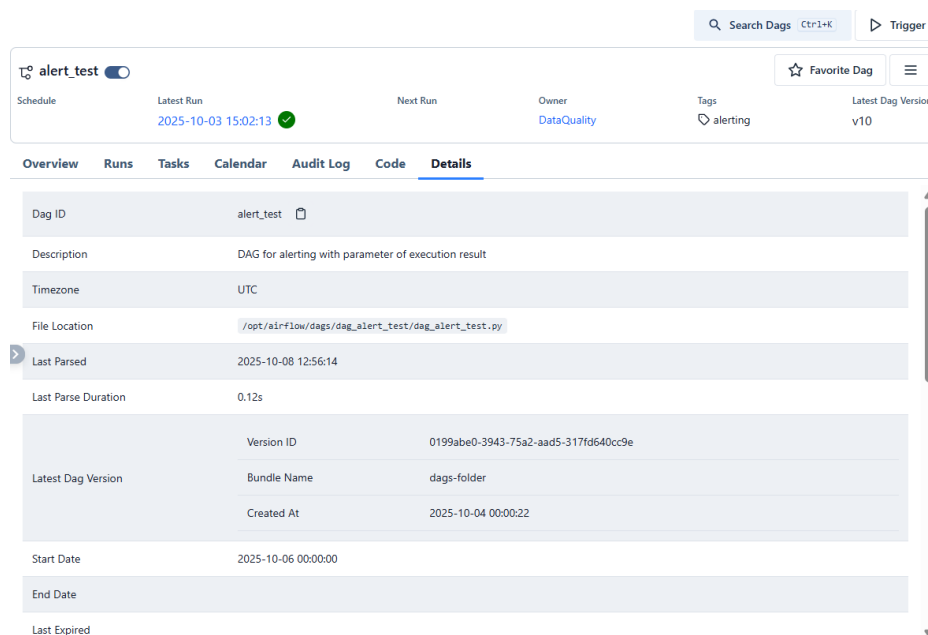 Search Dags Ctrl+K Trigger
alert_test Favorite Dag
Schedule Latest Run Next Run Owner Tags Latest Dag Version
2025-10-03 15:02:13 DataQuality alerting v10
Overview Runs Tasks Calendar Audit Log Code Details
Dag ID alert_test
Description DAG for alerting with parameter of execution result
Timezone UTC
File Location /opt/airflow/dags/dag_alert_test/dag_alert_test.py
Last Parsed 2025-10-08 12:56:14
Last Parse Duration 0.12s
Version ID 0199abe0-3943-75a2-aad5-317fd640cc9e
Latest Dag Version Bundle Name dags-folder
Created At 2025-10-04 00:00:22
Start Date 2025-10-06 00:00:00
End Date
Last Expired